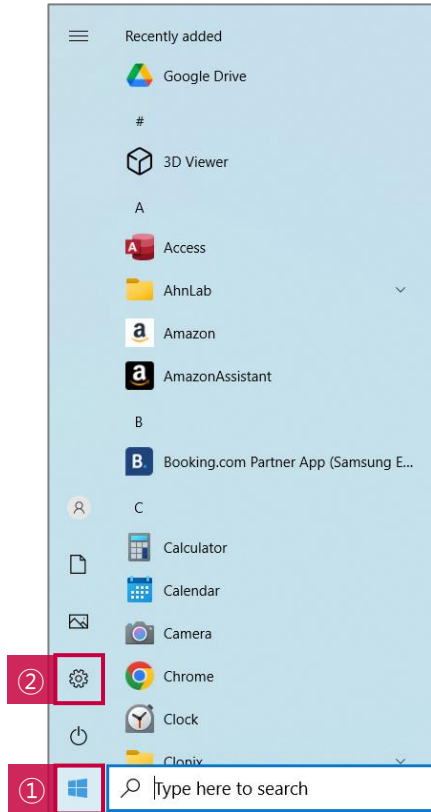 Recently added
Google Drive
#
3D Viewer
A
A Access
AhnLab
a Amazon
a AmazonAssistant
B
B. Booking.com Partner App (Samsung E...
C
Calculator
Calendar
Camera
② Chrome
Clock
Clonix
① Type here to search